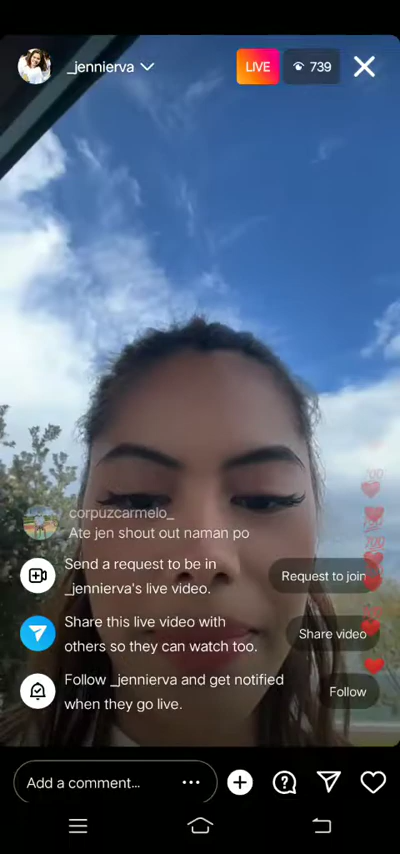 _jennierva
LIVE
739
corpuzcarmelo_
Ate jen shout out naman po
Send a request to be in
_jennierva's live video.
Request to join
Share this live video with
others so they can watch too.
Share video
Follow _jennierva and get notified
when they go live.
Follow
Add a comment...